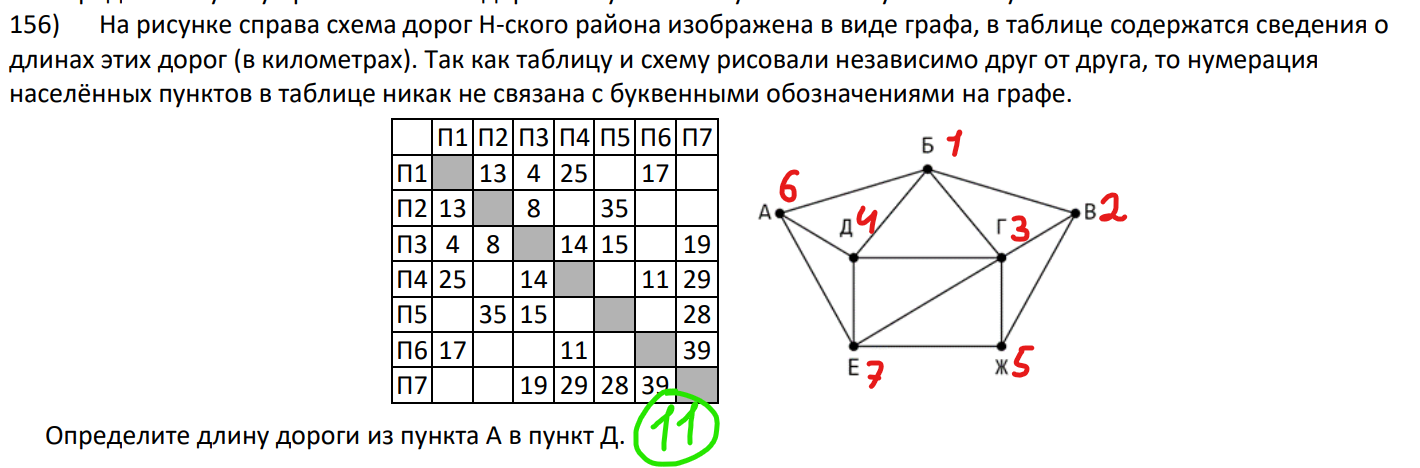 156) На рисунке справа схема дорог Н-ского района изображена в виде графа, в таблице содержатся сведения о
длинах этих дорог (в километрах). Так как таблицу и схему рисовали независимо друг от друга, то нумерация
населённых пунктов в таблице никак не связана с буквенными обозначениями на графе.
П1 П2 П3 П4 П5 П6 П7
П1 13 4 25 17
П2 13 8 35
П3 4 8 14 15 19
П4 25 14 11 29
П5 35 15 28
П6 17 11 39
П7 19 29 28 39
Б 1
6
А
В 2
Д 4
Г 3
Е 7
Ж 5
Определите длину дороги из пункта А в пункт Д. 11